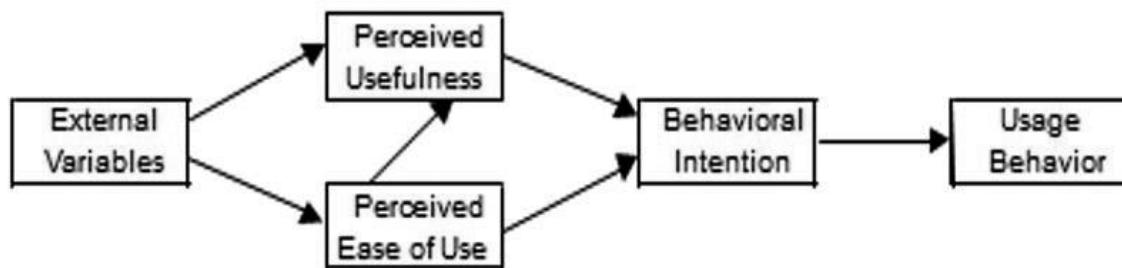 Perceived
Usefulness
External
Variables
Perceived
Ease of Use
Behavioral
Intention
Usage
Behavior